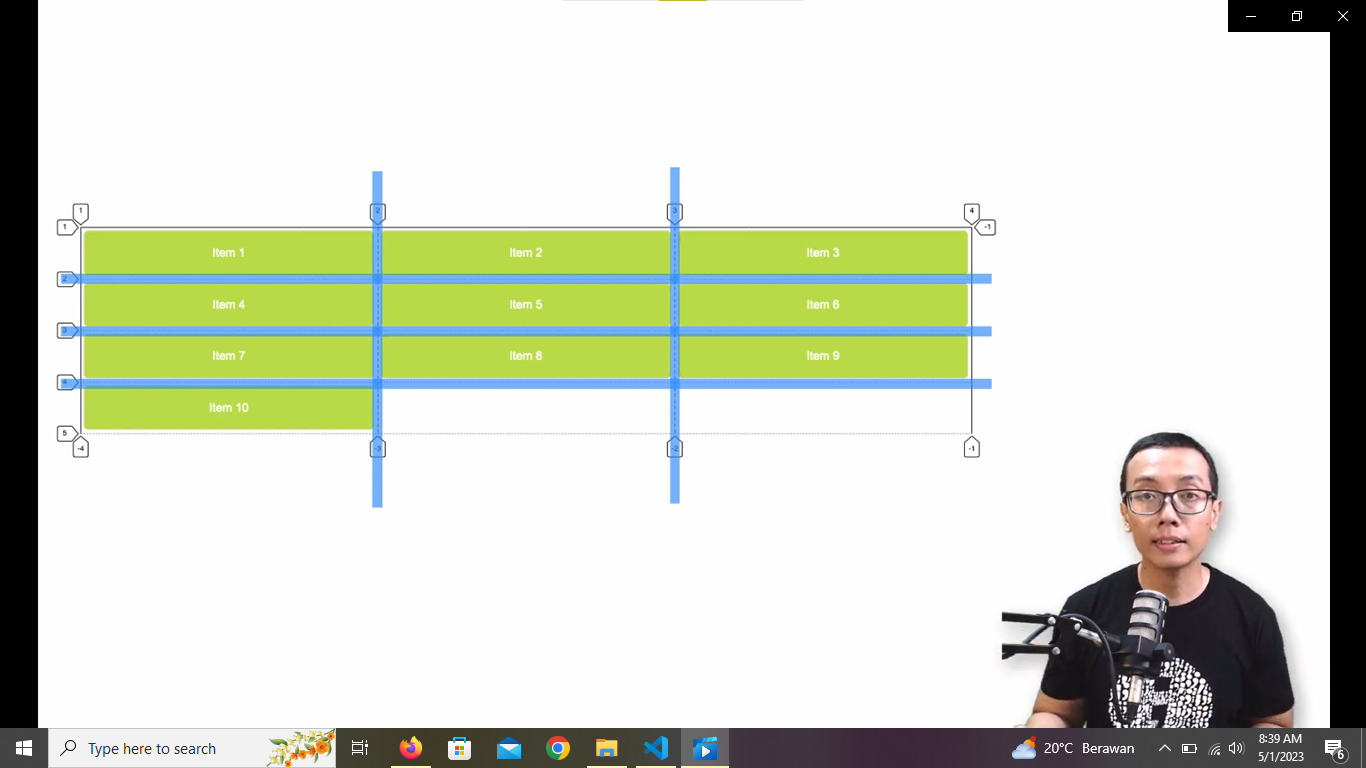 1 2 3 4
1 -1
Item 1 Item 2 Item 3
2
Item 4 Item 5 Item 6
3
Item 7 Item 8 Item 9
4
Item 10
5
-4 -3 -2 -1
Type here to search
20°C Berawan
8:39 AM
5/1/2023
6